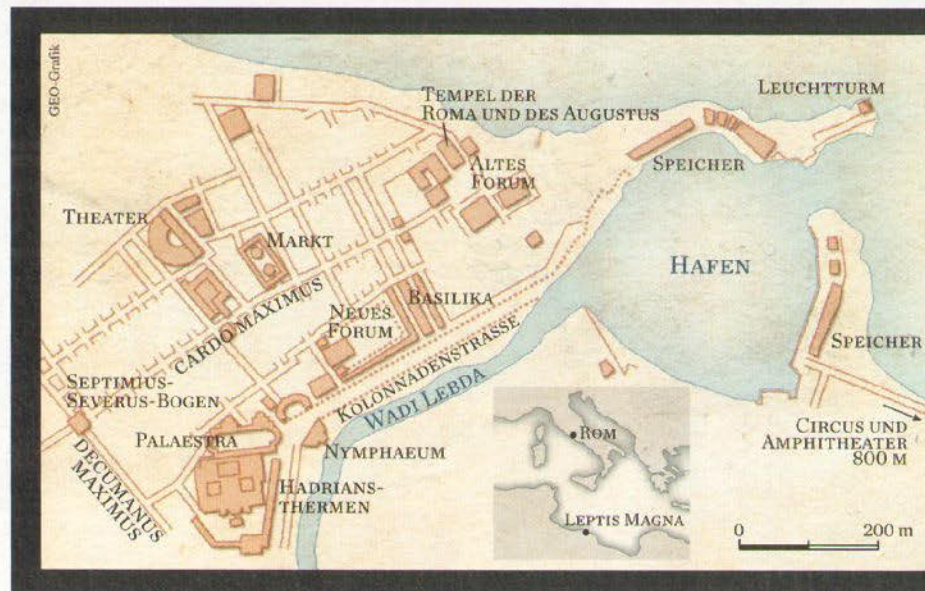 GEO-Grafik
TEMPEL DER
ROMA UND DES AUGUSTUS
LEUCHTTURM
SPEICHER
ALTES
FORUM
THEATER
MARKT
HAFEN
CARDO MAXIMUS
BASILIKA
NEUES
FORUM
KOLONNADENSTRASSE
WADI LEBDA
SPEICHER
SEPTIMIUS-
SEVERUS-BOGEN
PALAESTRA
NYMPHAEUM
DECUMANUS
MAXIMUS
HADRIANS-
THERMEN
ROM
LEPTIS MAGNA
CIRCUS UND
AMPHITHEATER
800 M
0 200 m